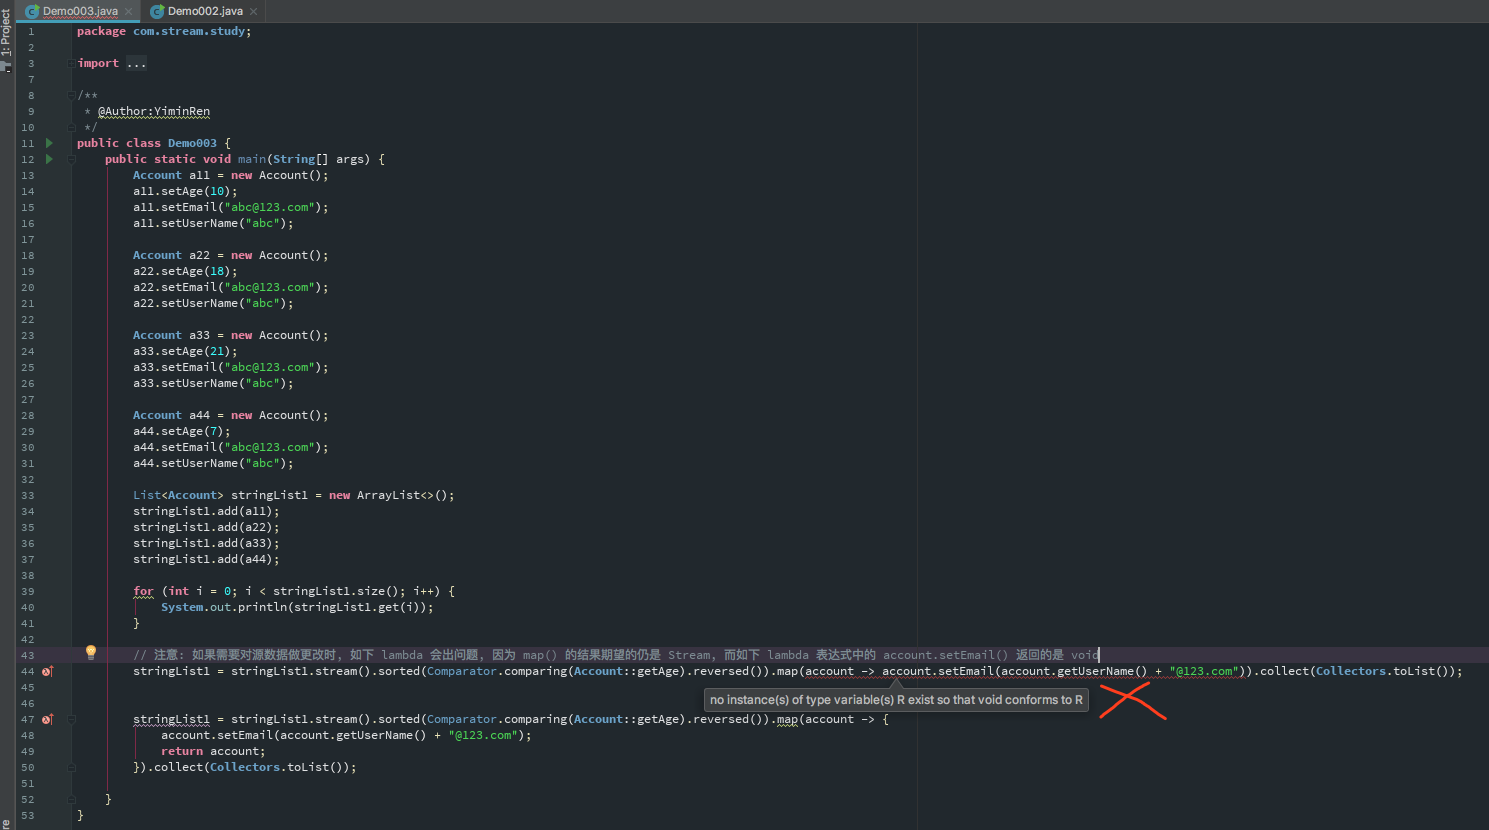 1: Project
Demo003.java
Demo002.java
1 package com.stream.study;
2
3 import ...
7
8 /**
9 * @Author:YiminRen
10 */
11 public class Demo003 {
12 public static void main(String[] args) {
13 Account a11 = new Account();
14 a11.setAge(10);
15 a11.setEmail("abc@123.com");
16 a11.setUserName("abc");
17
18 Account a22 = new Account();
19 a22.setAge(18);
20 a22.setEmail("abc@123.com");
21 a22.setUserName("abc");
22
23 Account a33 = new Account();
24 a33.setAge(21);
25 a33.setEmail("abc@123.com");
26 a33.setUserName("abc");
27
28 Account a44 = new Account();
29 a44.setAge(7);
30 a44.setEmail("abc@123.com");
31 a44.setUserName("abc");
32
33 List<Account> stringList1 = new ArrayList<>();
34 stringList1.add(a11);
35 stringList1.add(a22);
36 stringList1.add(a33);
37 stringList1.add(a44);
38
39 for (int i = 0; i < stringList1.size(); i++) {
40 System.out.println(stringList1.get(i));
41 }
42
43 // 注意: 如果需要对源数据做更改时, 如下 lambda 会出问题, 因为 map() 的结果期望的仍是 Stream, 而如下 lambda 表达式中的 account.setEmail() 返回的是 void
44 stringList1 = stringList1.stream().sorted(Comparator.comparing(Account::getAge).reversed()).map(account -> account.setEmail(account.getUserName() + "@123.com")).collect(Collectors.toList());
45
no instance(s) of type variable(s) R exist so that void conforms to R
46
47 stringList1 = stringList1.stream().sorted(Comparator.comparing(Account::getAge).reversed()).map(account -> {
48 account.setEmail(account.getUserName() + "@123.com");
49 return account;
50 }).collect(Collectors.toList());
51
52 }
53 }